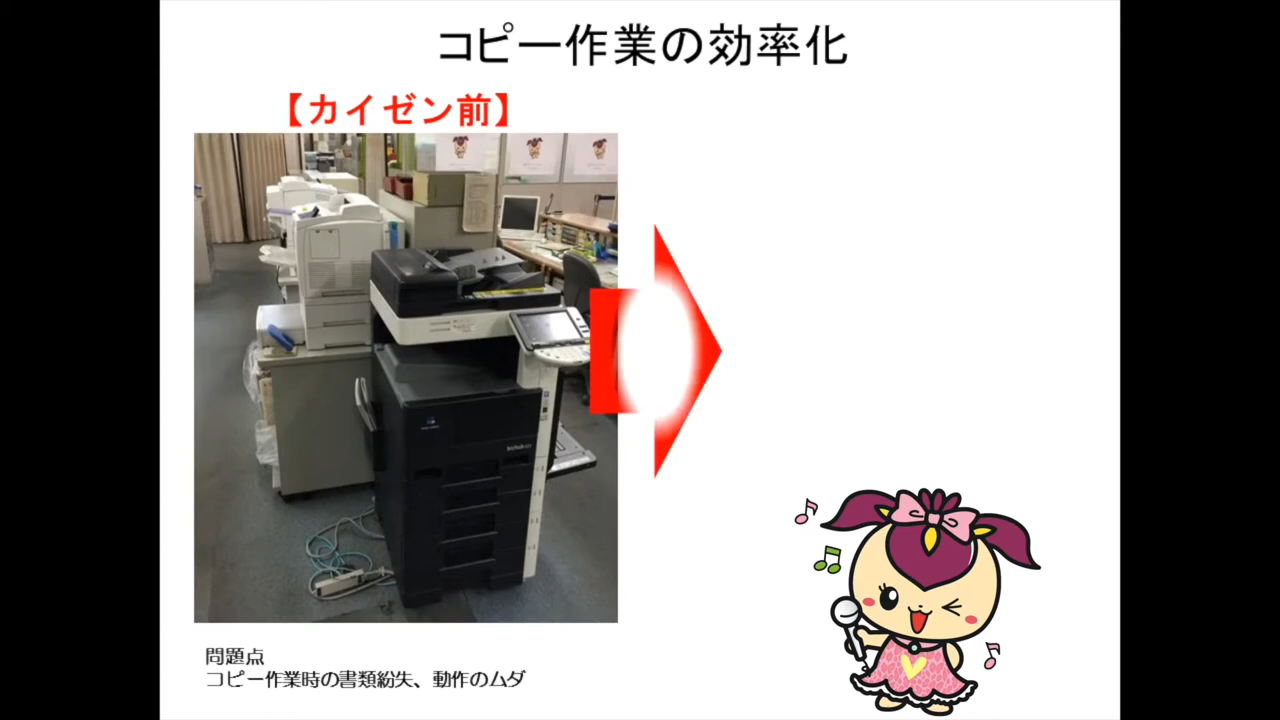 コピー作業の効率化
【カイゼン前】
問題点
コピー作業時の書類紛失、動作のムダ